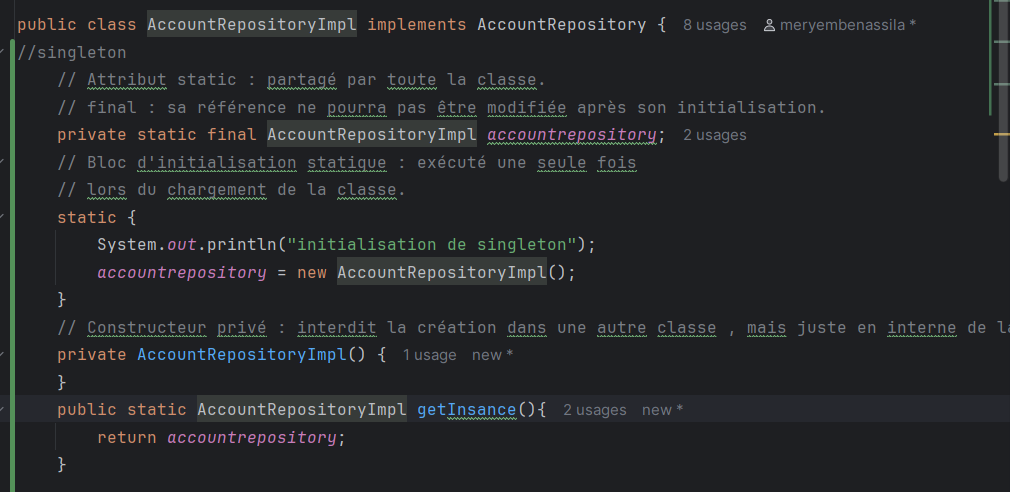 public class AccountRepositoryImpl implements AccountRepository { 8 usages meryembenassila *
//singleton
// Attribut static : partagé par toute la classe.
// final : sa référence ne pourra pas être modifiée après son initialisation.
private static final AccountRepositoryImpl accountrepository; 2 usages
// Bloc d'initialisation statique : exécuté une seule fois
// lors du chargement de la classe.
static {
System.out.println("initialisation de singleton");
accountrepository = new AccountRepositoryImpl();
}
// Constructeur privé : interdit la création dans une autre classe , mais juste en interne de
private AccountRepositoryImpl() { 1 usage new *
}
public static AccountRepositoryImpl getInsance(){ 2 usages new *
return accountrepository;
}